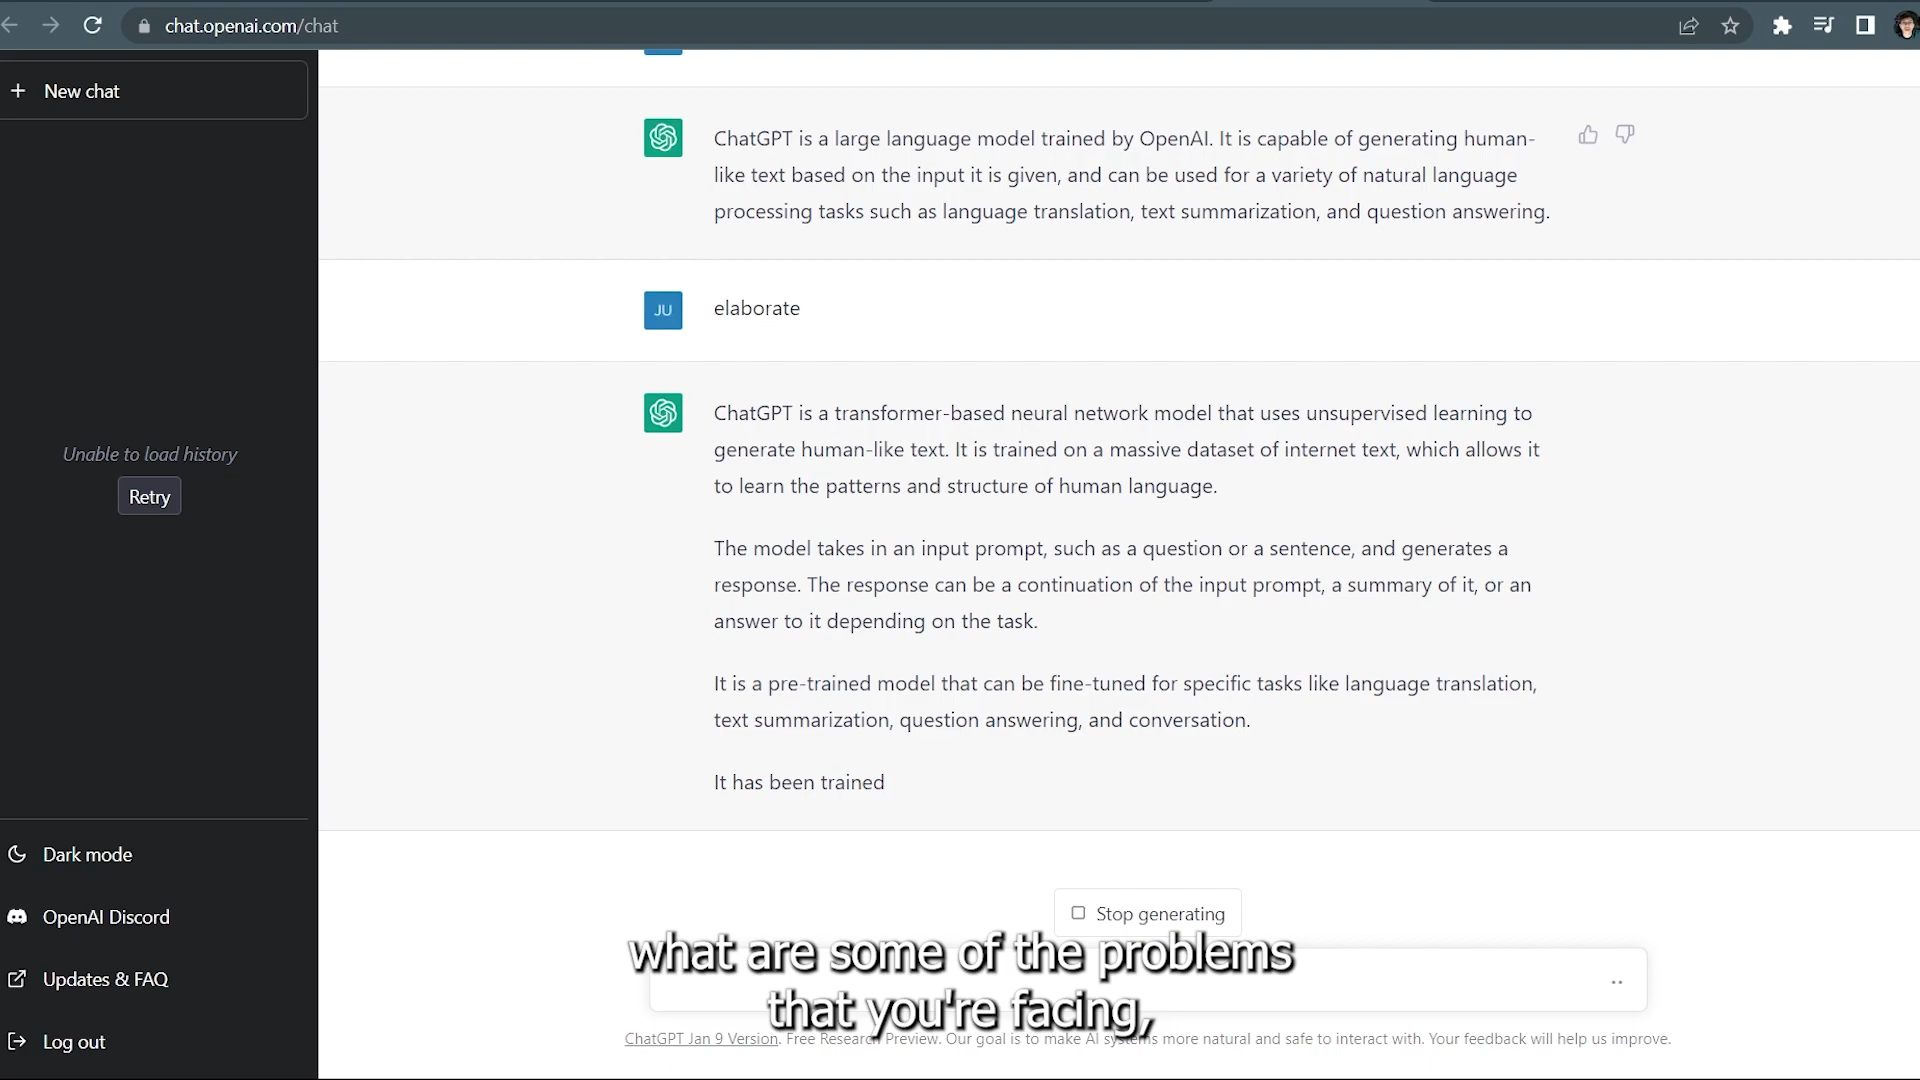 chat.openai.com/chat
New chat
ChatGPT is a large language model trained by OpenAI. It is capable of generating human-
like text based on the input it is given, and can be used for a variety of natural language
processing tasks such as language translation, text summarization, and question answering.
JU elaborate
ChatGPT is a transformer-based neural network model that uses unsupervised learning to
generate human-like text. It is trained on a massive dataset of internet text, which allows it
to learn the patterns and structure of human language.
Unable to load history
Retry
The model takes in an input prompt, such as a question or a sentence, and generates a
response. The response can be a continuation of the input prompt, a summary of it, or an
answer to it depending on the task.
It is a pre-trained model that can be fine-tuned for specific tasks like language translation,
text summarization, question answering, and conversation.
It has been trained
Dark mode
OpenAI Discord
Updates & FAQ
Log out
Stop generating
what are some of the problems
that you're facing,
ChatGPT Jan 9 Version. Free Research Preview. Our goal is to make AI systems more natural and safe to interact with. Your feedback will help us improve.